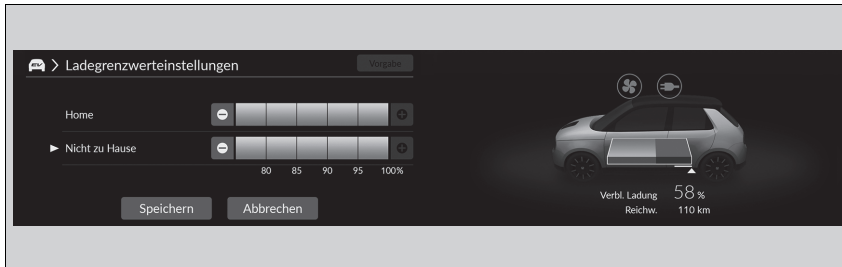 Ladegrenzwerteinstellungen
Vorgabe
Home
Nicht zu Hause
80 85 90 95 100%
Speichern
Abbrechen
Verbl. Ladung 58 %
Reichw. 110 km